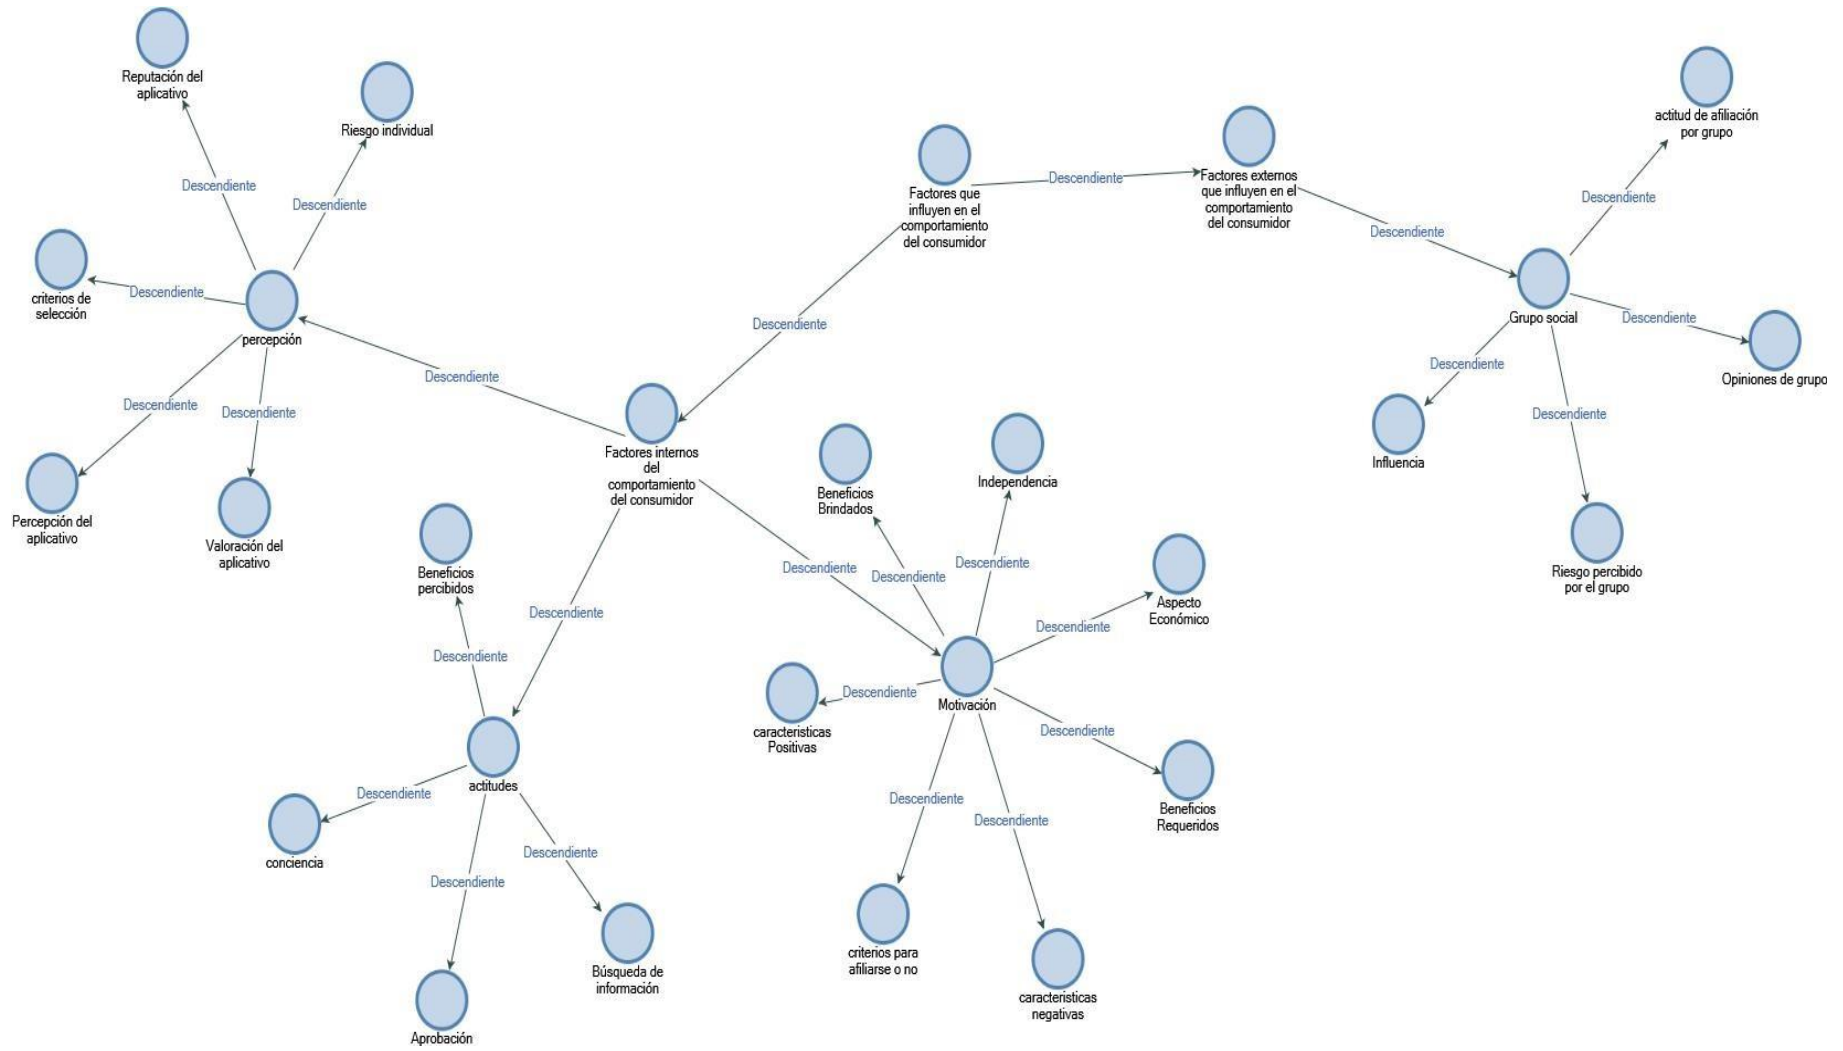 Reputación del
aplicativo
Riesgo individual
Descendiente
Descendiente
criterios de
selección
Descendiente
percepción
Descendiente
Descendiente
Descendiente
Percepción del
aplicativo
Valoración del
aplicativo
Factores que
influyen en el
comportamiento
del consumidor
Descendiente
Factores externos
que influyen en el
comportamiento
del consumidor
Descendiente
Descendiente
actitud de afiliación
por grupo
Descendiente
Grupo social
Descendiente
Opiniones de grupo
Descendiente
Influencia
Descendiente
Riesgo percibido
por el grupo
Factores internos
del
comportamiento
del consumidor
Descendiente
Descendiente
Beneficios
percibidos
Descendiente
actitudes
Descendiente
conciencia
Descendiente
Descendiente
Búsqueda de
información
Aprobación
Beneficios
Brindados
Independencia
Descendiente
Descendiente
Aspecto
Económico
Descendiente
Descendiente
caracteristicas
Positivas
Motivación
Descendiente
Beneficios
Requeridos
Descendiente
Descendiente
criterios para
afiliarse o no
caracteristicas
negativas